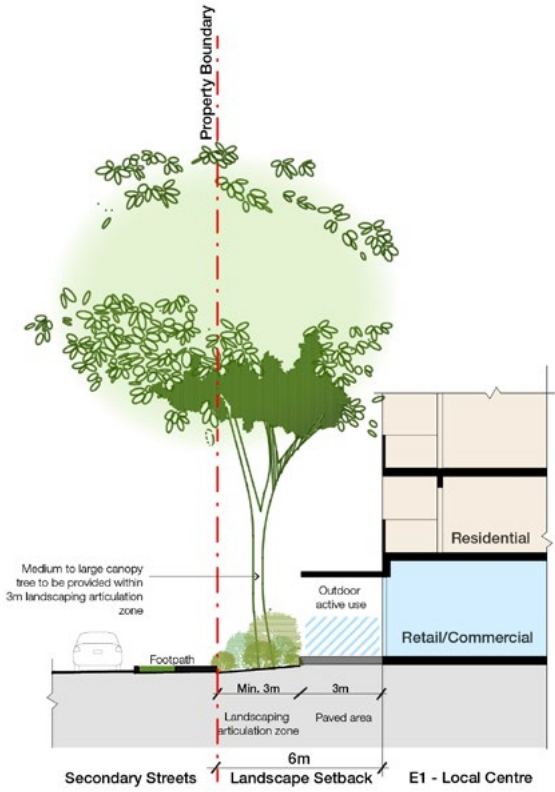 Property Boundary
Residential
Medium to large canopy
tree to be provided within
3m landscaping articulation
zone
Outdoor
active use
Retail/Commercial
Footpath
Min. 3m
3m
Landscaping
articulation zone
Paved area
6m
Secondary Streets
Landscape Setback
E1 - Local Centre